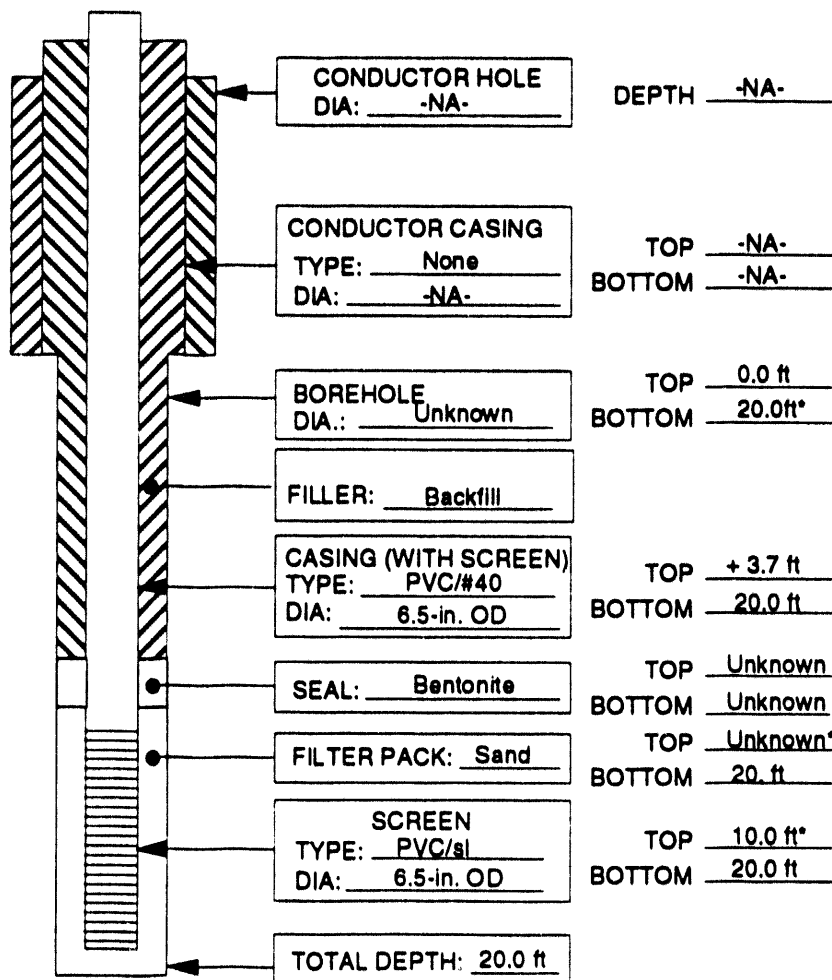 CONDUCTOR HOLE
DIA: -NA-
DEPTH -NA-
CONDUCTOR CASING
TYPE: None
DIA: -NA-
TOP -NA-
BOTTOM -NA-
BOREHOLE
DIA.: Unknown
TOP 0.0 ft
BOTTOM 20.0ft*
FILLER: Backfill
CASING (WITH SCREEN)
TYPE: PVC/#40
DIA: 6.5-in. OD
TOP + 3.7 ft
BOTTOM 20.0 ft
SEAL: Bentonite
TOP Unknown
BOTTOM Unknown
FILTER PACK: Sand
TOP Unknown*
BOTTOM 20. ft
SCREEN
TYPE: PVC/sl
DIA: 6.5-in. OD
TOP 10.0 ft*
BOTTOM 20.0 ft
TOTAL DEPTH: 20.0 ft